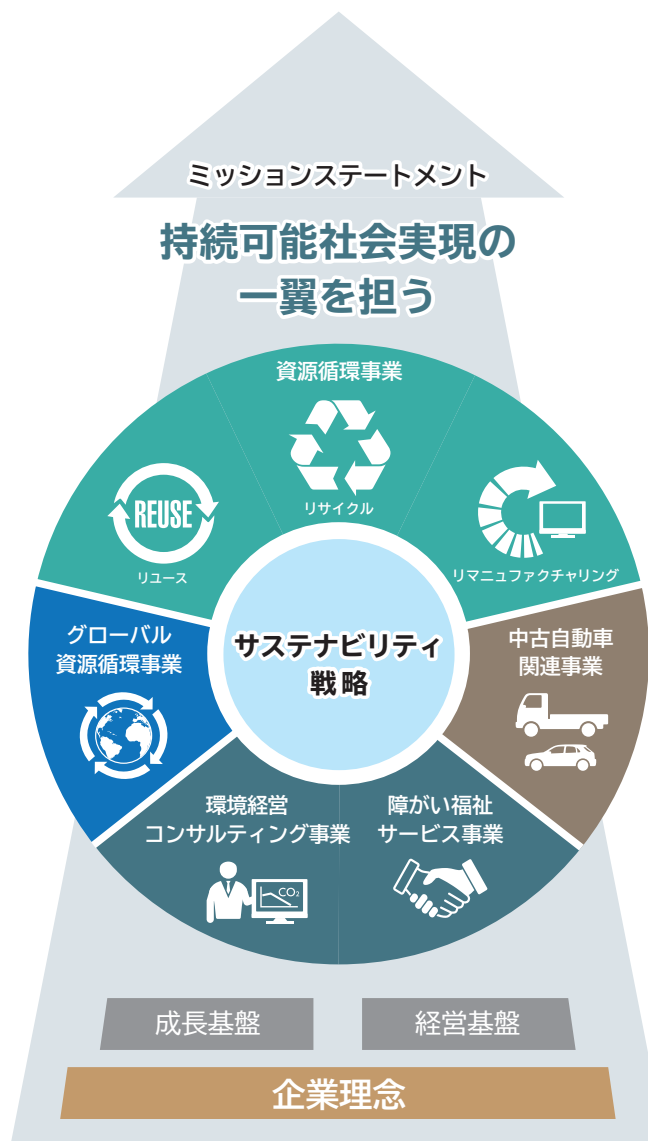 ミッションステートメント
持続可能社会実現の
一翼を担う
資源循環事業
リサイクル
REUSE
リユース
リマニュファクチャリング
グローバル
資源循環事業
サステナビリティ
戦略
中古自動車
関連事業
環境経営
コンサルティング事業
CO₂
障がい福祉
サービス事業
成長基盤
経営基盤
企業理念